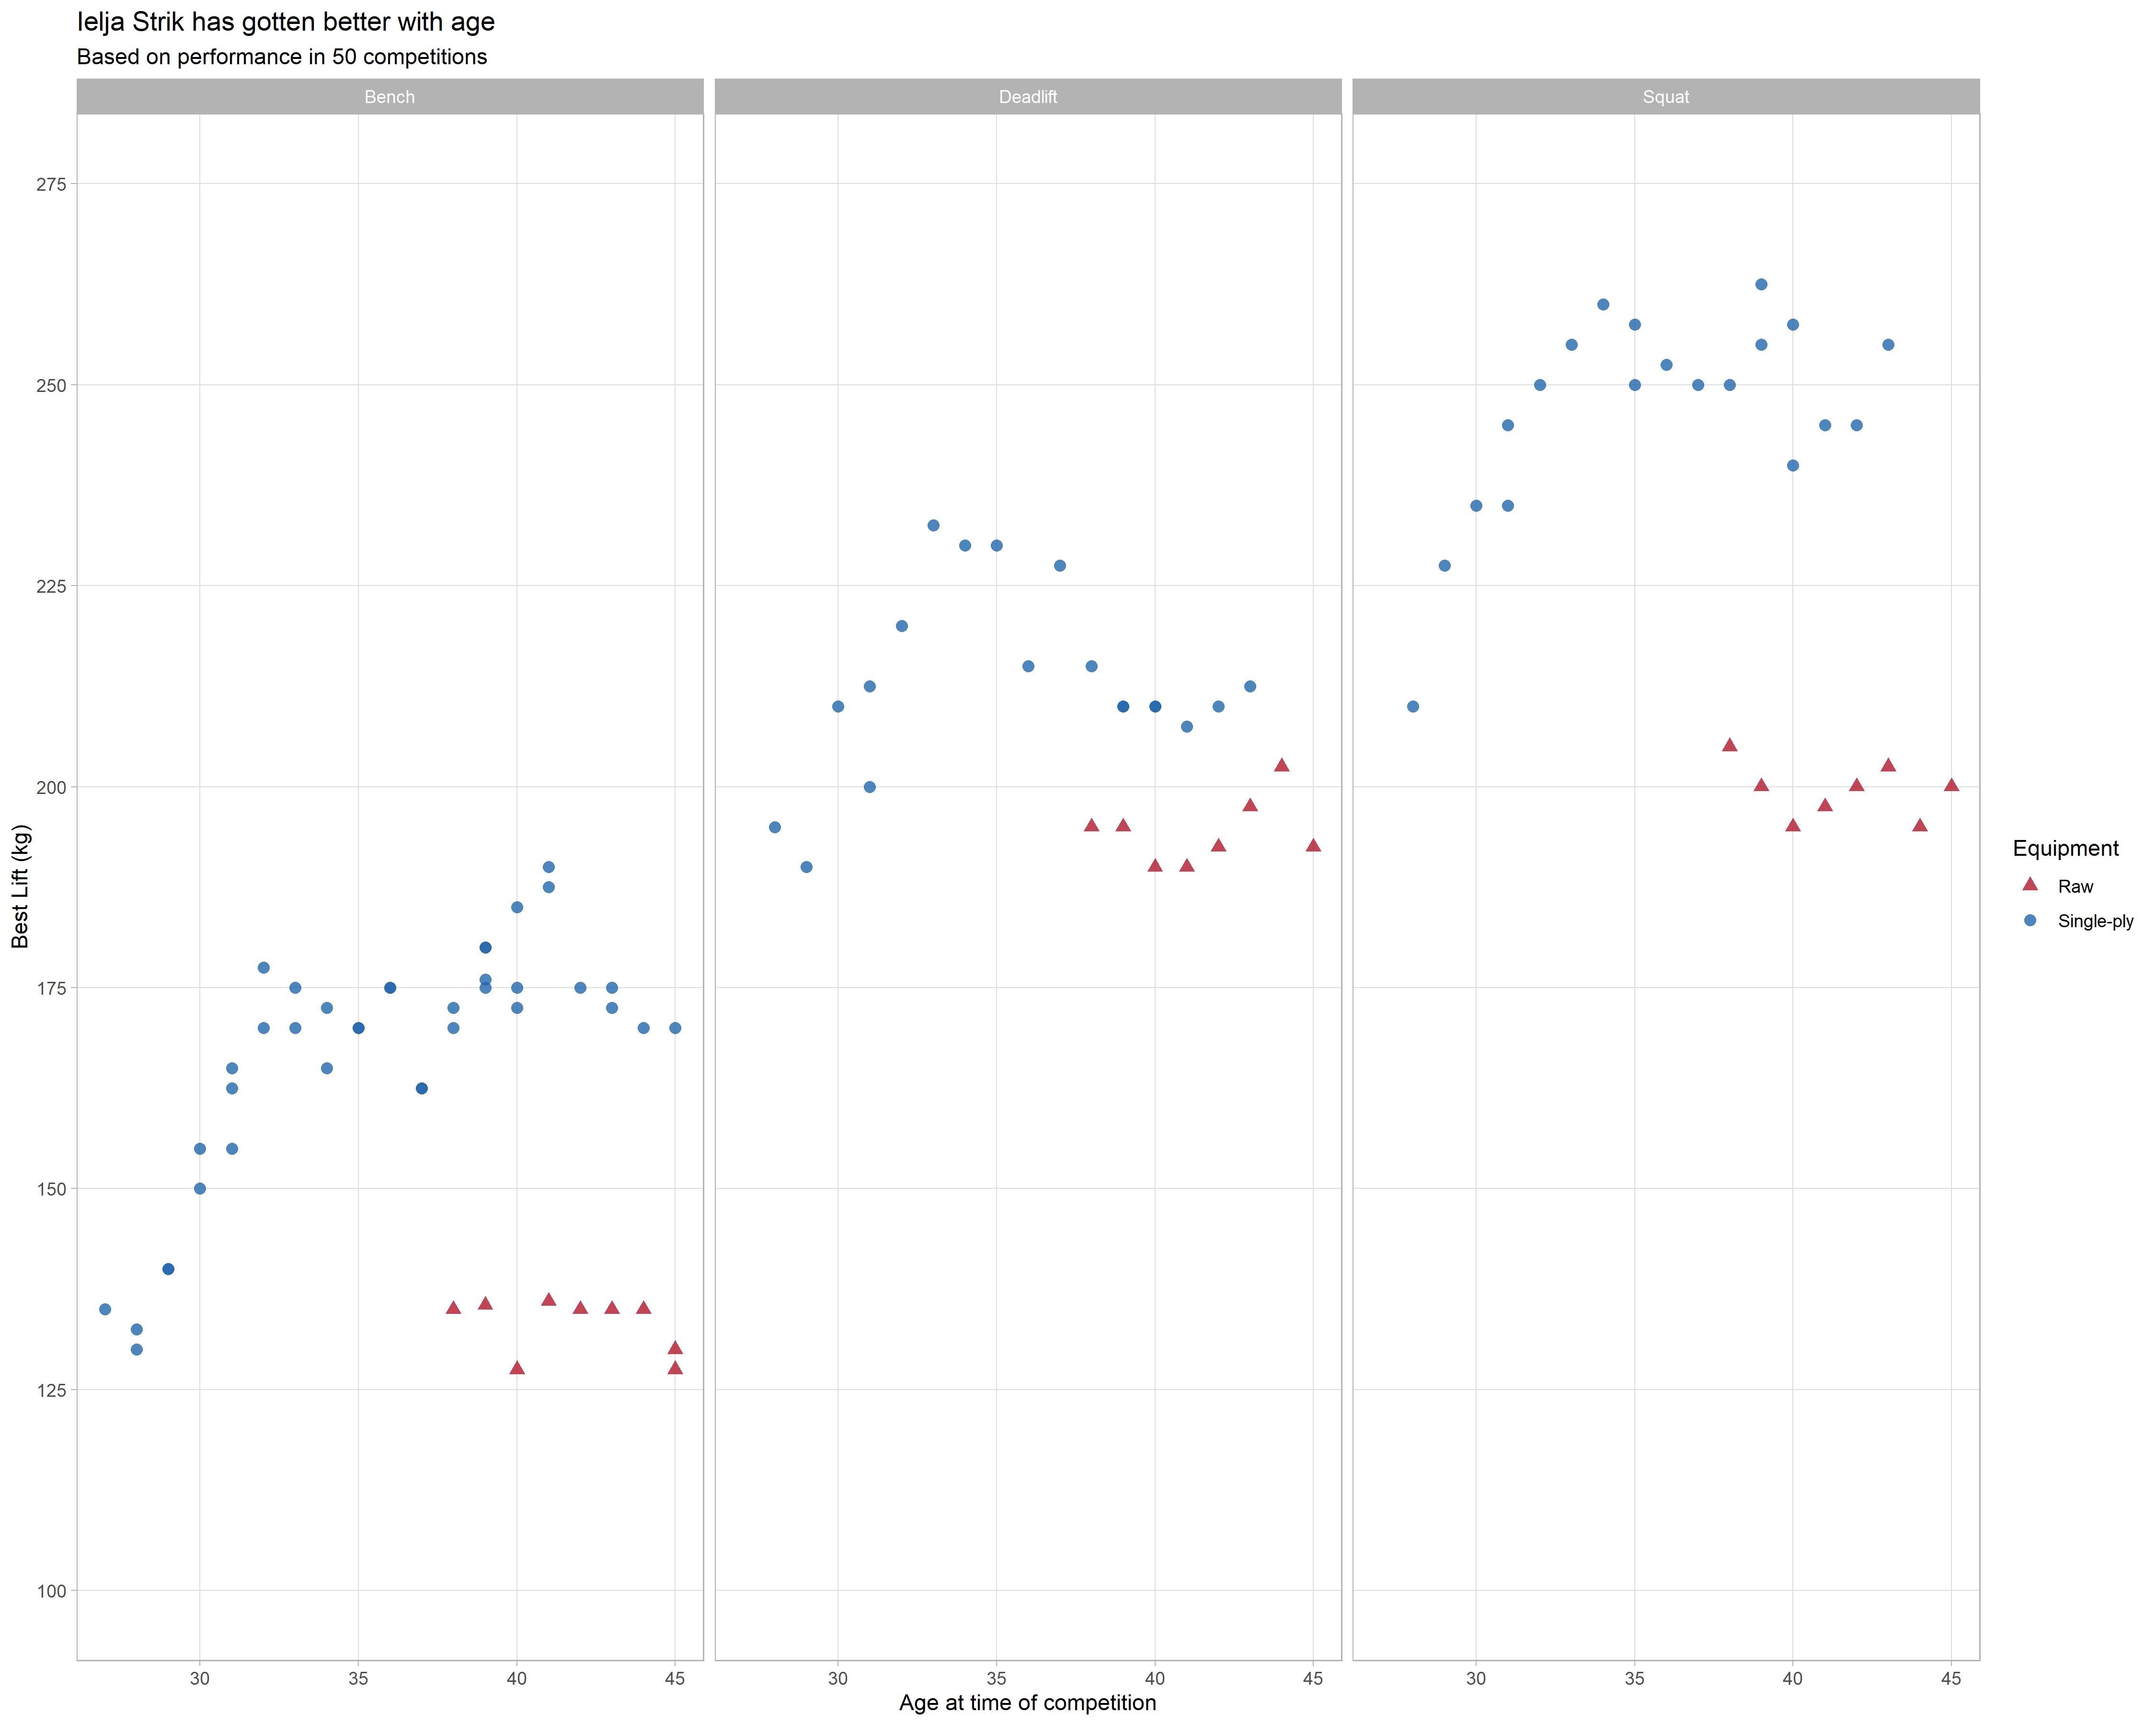 Ielja Strik has gotten better with age
Based on performance in 50 competitions
Bench
Deadlift
Squat
275
250
225
200
175
150
125
100
Best Lift (kg)
30 35 40 45
30 35 40 45
30 35 40 45
Age at time of competition
Equipment
Raw
Single-ply